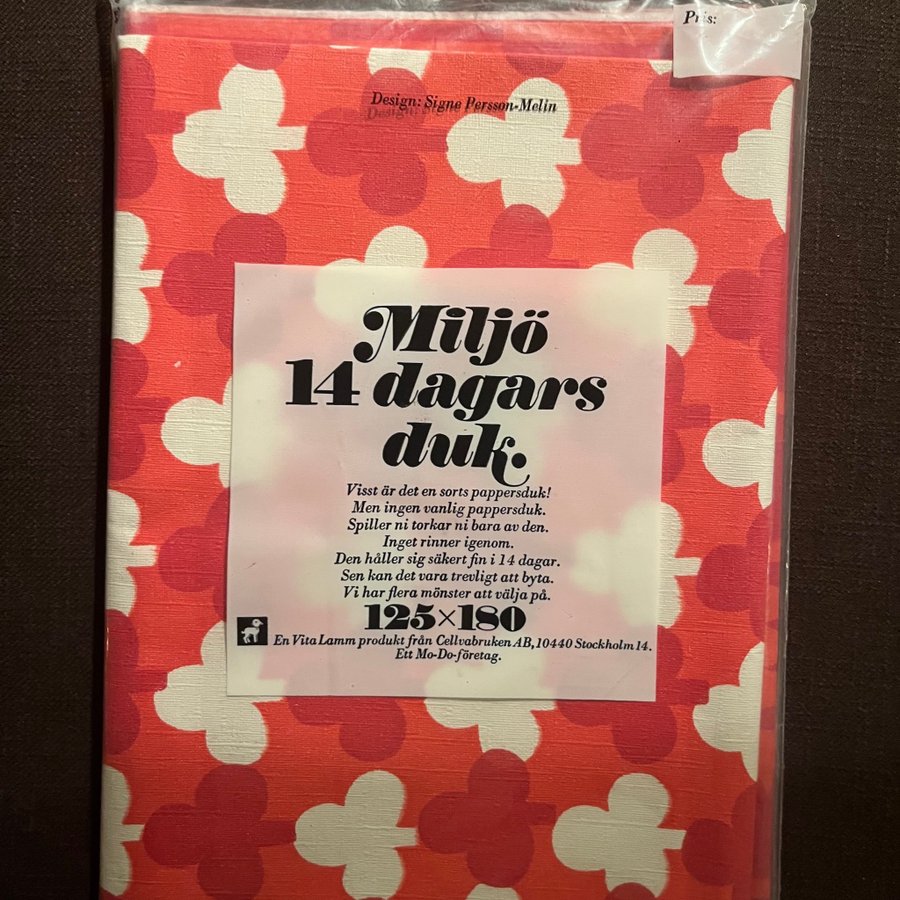 Pris:
Design: Signe Persson-Melin
Miljö
14 dagars
duk.
Visst är det en sorts pappersduk!
Men ingen vanlig pappersduk.
Spiller ni torkar ni bara av den.
Inget rinner igenom.
Den håller sig säkert fin i 14 dagar.
Sen kan det vara trevligt att byta.
Vi har flera mönster att välja på.
125×180
En Vita Lamm produkt från Cellvabruken AB, 10440 Stockholm 14.
Ett Mo-Do-företag.